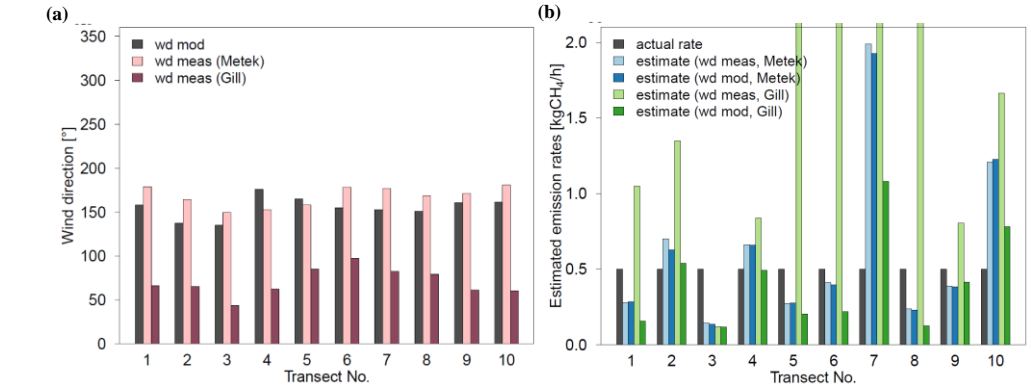 (a)
(b)
wd mod
wd meas (Metek)
wd meas (Gill)
350
300
250
200
150
100
50
0
Wind direction [°]
1 2 3 4 5 6 7 8 9 10
Transect No.
actual rate
estimate (wd meas, Metek)
estimate (wd mod, Metek)
estimate (wd meas, Gill)
estimate (wd mod, Gill)
2.0
1.5
1.0
0.5
0.0
Estimated emission rates [kgCH₄/h]
1 2 3 4 5 6 7 8 9 10
Transect No.